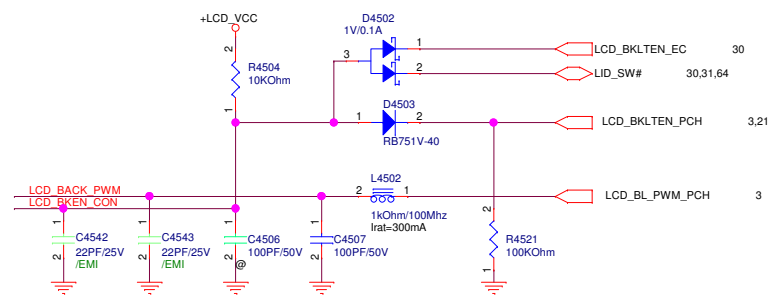 +LCD_VCC
D4502
1V/0.1A
1
LCD_BKLTEN_EC 30
2
3
R4504
10KOhm
2
LID_SW# 30,31,64
1
D4503
1
2
LCD_BKLTEN_PCH 3,21
RB751V-40
L4502
LCD_BACK_PWM
2
1
LCD_BL_PWM_PCH 3
LCD_BKEN_CON
1kOhm/100Mhz
Irat=300mA
2
R4521
100KOhm
1
1
C4542
22PF/25V
2
/EMI
1
C4543
22PF/25V
2
/EMI
1
C4506
100PF/50V
2
@
1
C4507
100PF/50V
2